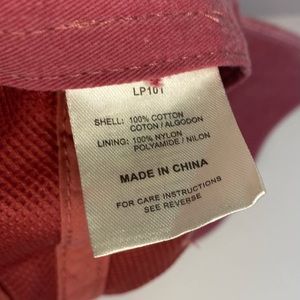 LP101
SHELL: 100% COTTON
COTON / ALGODON
LINING: 100% NYLON
POLYAMIDE / NILON
MADE IN CHINA
FOR CARE INSTRUCTIONS
SEE REVERSE